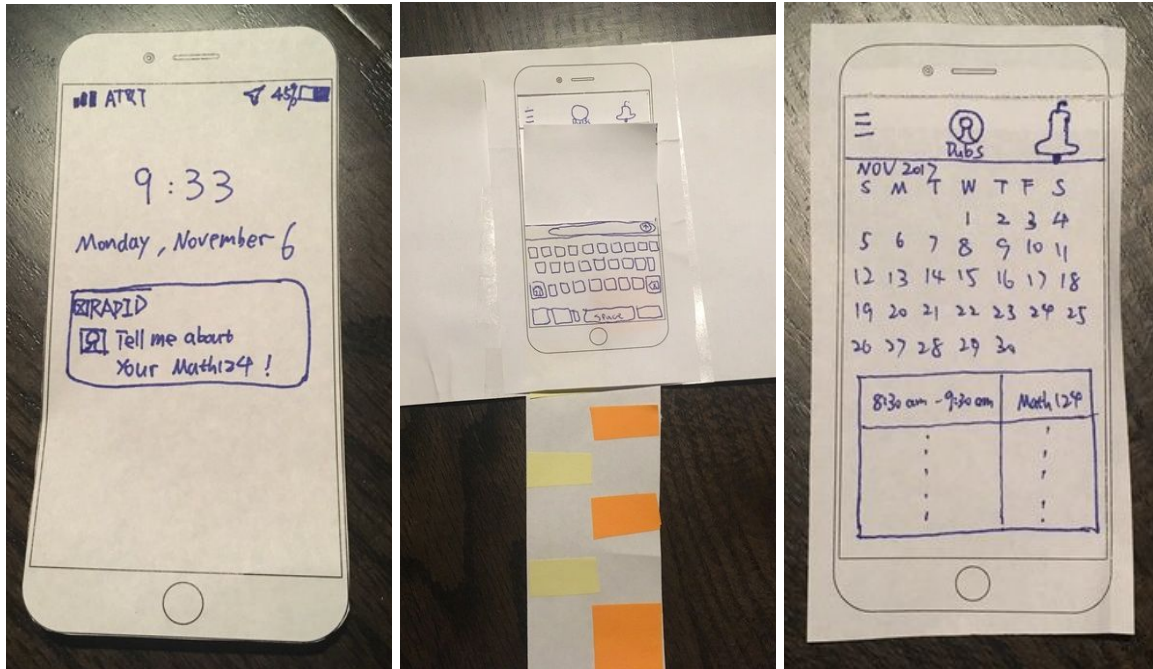 AT&T 45%
9:33
Monday, November 6
RAPID
Tell me about
Your Math124!
Space
Dubs
NOV 2017
S M T W T F S
1 2 3 4
5 6 7 8 9 10 11
12 13 14 15 16 17 18
19 20 21 22 23 24 25
26 27 28 29 30
8:30 am - 9:30 am Math 124